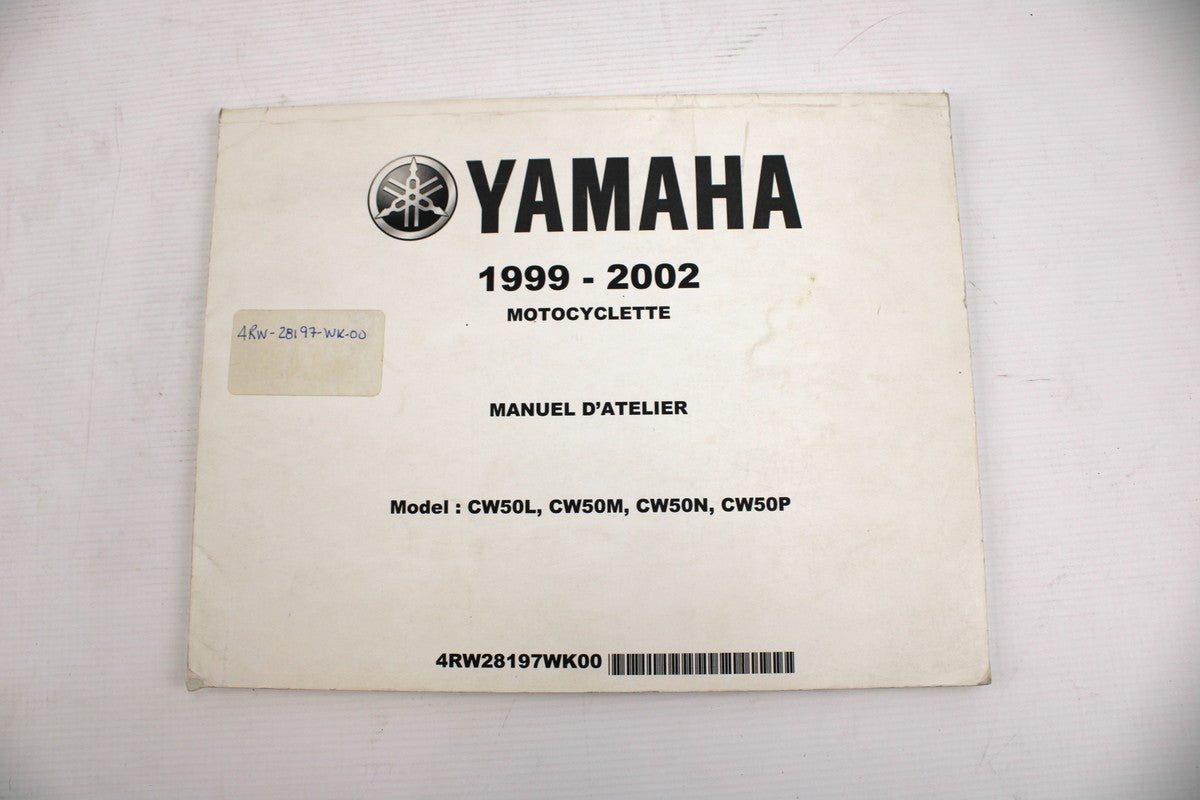 YAMAHA
1999 - 2002
MOTOCYCLETTE
4RW-28197-WK-00
MANUEL D'ATELIER
Model : CW50L, CW50M, CW50N, CW50P
4RW28197WK00